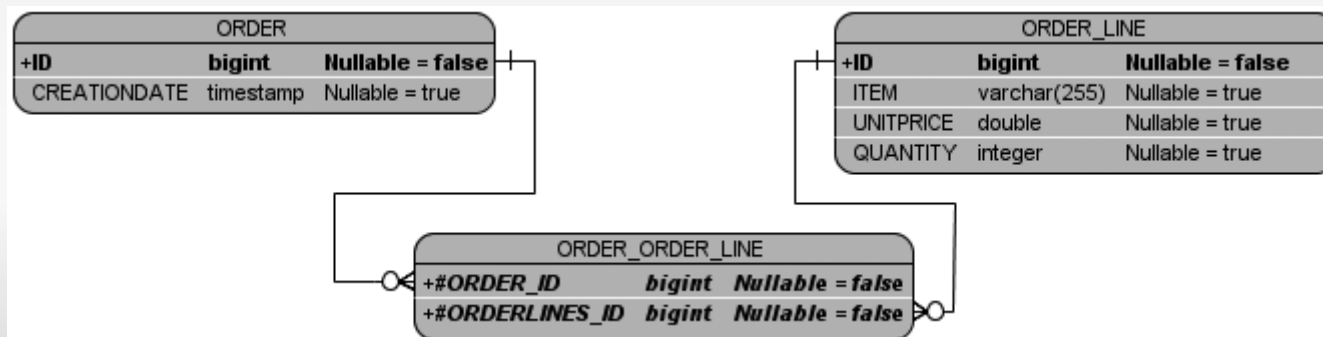 ORDER
+ID bigint Nullable = false
CREATIONDATE timestamp Nullable = true
ORDER_LINE
+ID bigint Nullable = false
ITEM varchar(255) Nullable = true
UNITPRICE double Nullable = true
QUANTITY integer Nullable = true
ORDER_ORDER_LINE
+#ORDER_ID bigint Nullable = false
+#ORDERLINES_ID bigint Nullable = false